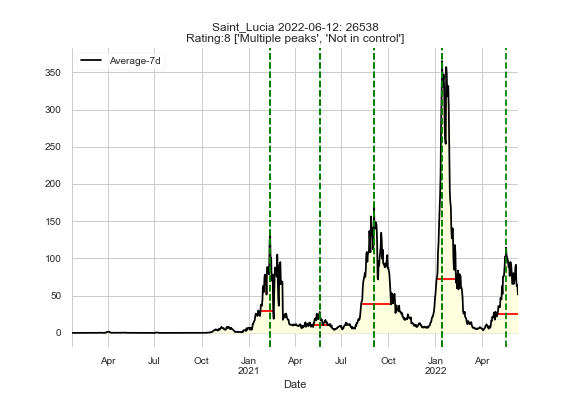 Saint_Lucia 2022-06-12: 26538
Rating:8 ['Multiple peaks', 'Not in control']
Average-7d
350
300
250
200
150
100
50
0
Apr Jul Oct Jan Apr Jul Oct Jan Apr
2021 2022
Date